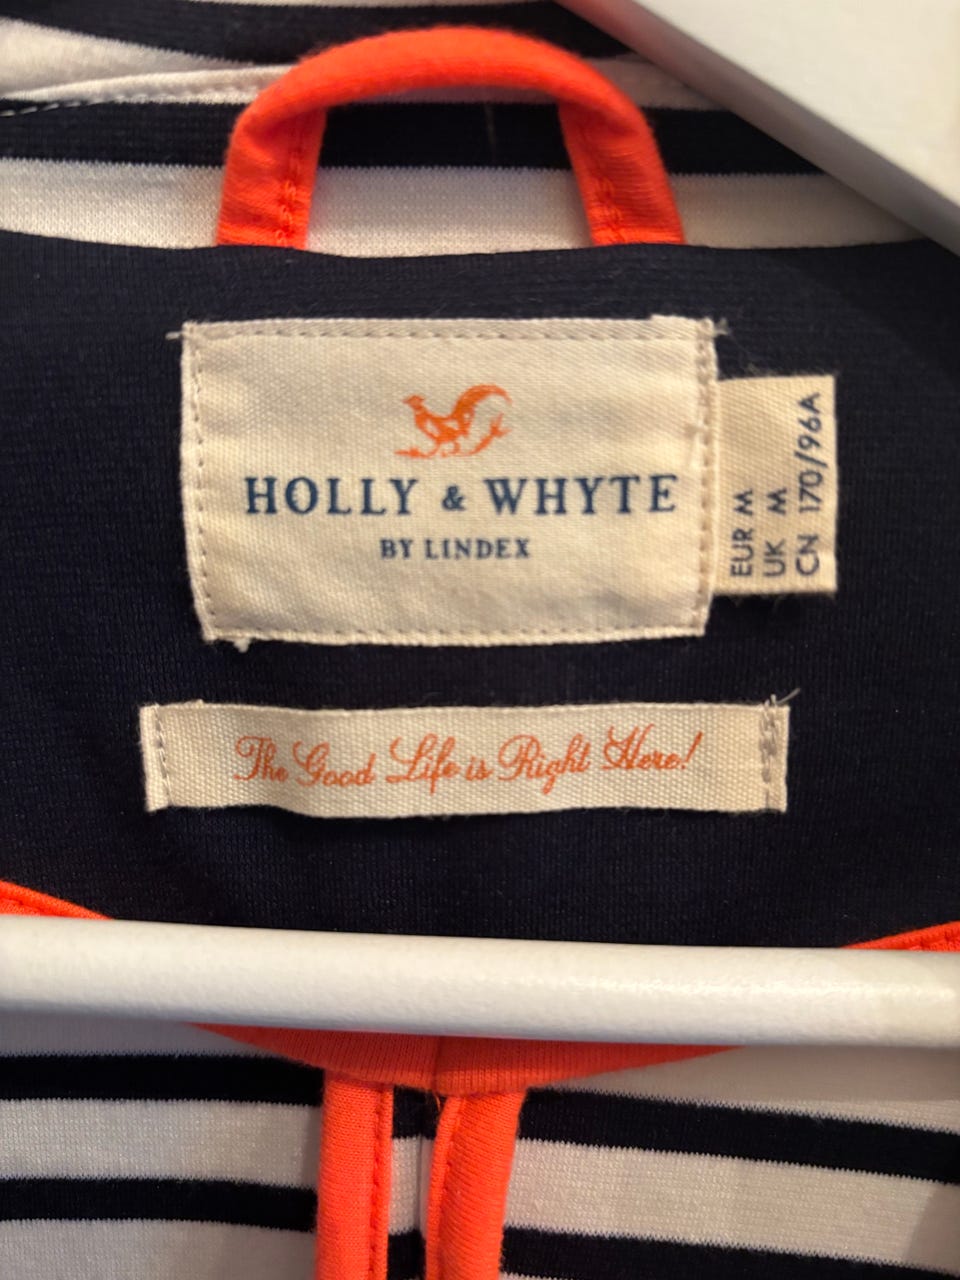 HOLLY & WHYTE
BY LINDEX
EUR M
UK M
CN 170/96A
The Good Life is Right Here!